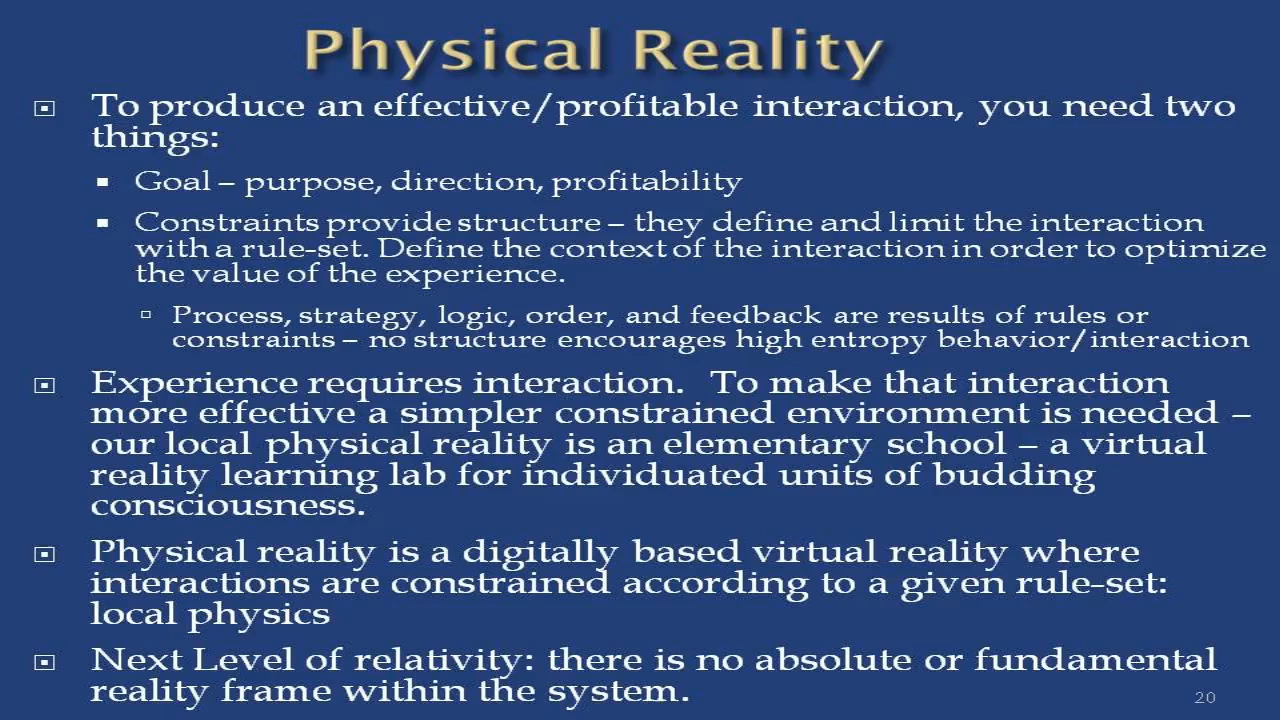 Physical Reality
To produce an effective/profitable interaction, you need two
things:
Goal – purpose, direction, profitability
Constraints provide structure – they define and limit the interaction
with a rule-set. Define the context of the interaction in order to optimize
the value of the experience.
Process, strategy, logic, order, and feedback are results of rules or
constraints – no structure encourages high entropy behavior/interaction
Experience requires interaction. To make that interaction
more effective a simpler constrained environment is needed –
our local physical reality is an elementary school – a virtual
reality learning lab for individuated units of budding
consciousness.
Physical reality is a digitally based virtual reality where
interactions are constrained according to a given rule-set:
local physics
Next Level of relativity: there is no absolute or fundamental
reality frame within the system.
20